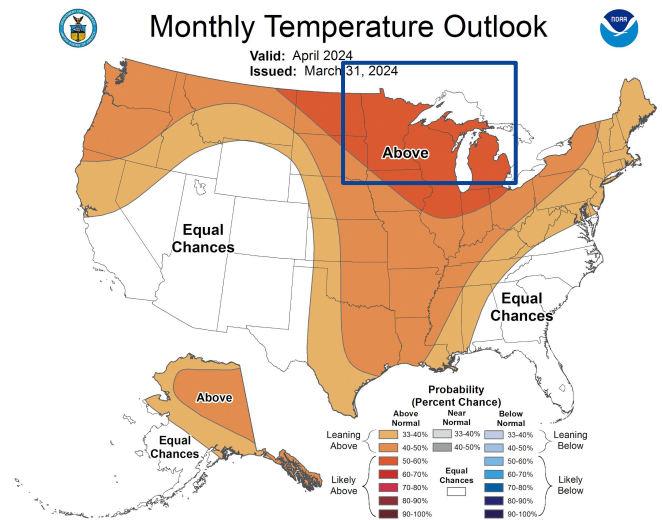 Monthly Temperature Outlook
NOAA
Valid: April 2024
Issued: March 31, 2024
Above
Equal
Chances
Equal
Chances
Above
Equal
Chances
Probability
(Percent Chance)
Above
Normal
Near
Normal
Below
Normal
Leaning
Above
33-40%
40-50%
33-40%
40-50%
33-40%
40-50%
Leaning
Below
Likely
Above
50-60%
60-70%
70-80%
80-90%
90-100%
Equal
Chances
50-60%
60-70%
70-80%
80-90%
90-100%
Likely
Below